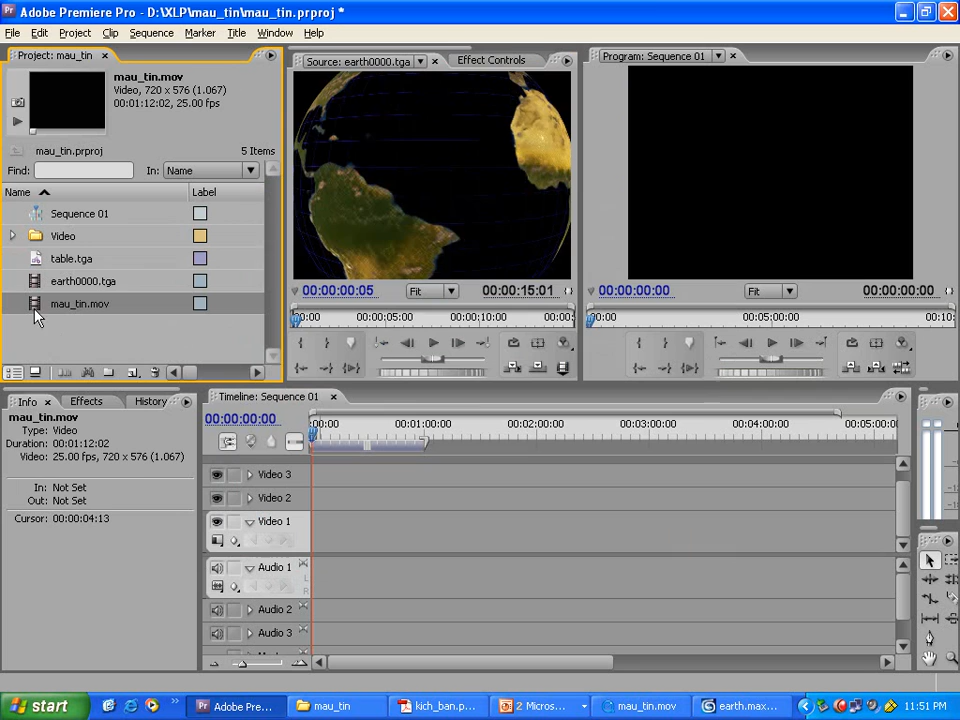 Adobe Premiere Pro - D:\XLP\mau_tin\mau_tin.prproj *
File Edit Project Clip Sequence Marker Title Window Help
Project: mau_tin
mau_tin.mov
Video, 720 x 576 (1.067)
00:01:12:02, 25.00 fps
mau_tin.prproj 5 Items
Find: In: Name
Name Label
Sequence 01
Video
table.tga
earth0000.tga
mau_tin.mov
Source: earth0000.tga Effect Controls
00:00:00:05 Fit 00:00:15:01
00:00 00:00:05:00 00:00:10:00 00:00:
Program: Sequence 01
00:00:00:00 Fit 00:00:00:00
00:00 00:05:00:00 00:10:
Info Effects History
mau_tin.mov
Type: Video
Duration: 00:01:12:02
Video: 25.00 fps, 720 x 576 (1.067)
In: Not Set
Out: Not Set
Cursor: 00:00:04:13
Timeline: Sequence 01
00:00:00:00
:00:00 00:01:00:00 00:02:00:00 00:03:00:00 00:04:00:00 00:05:00:0
Video 3
Video 2
Video 1
Audio 1
L
R
Audio 2
Audio 3
start Adobe Pre... mau_tin kich_ban.p... 2 Micros... mau_tin.mov earth.max... 11:51 PM